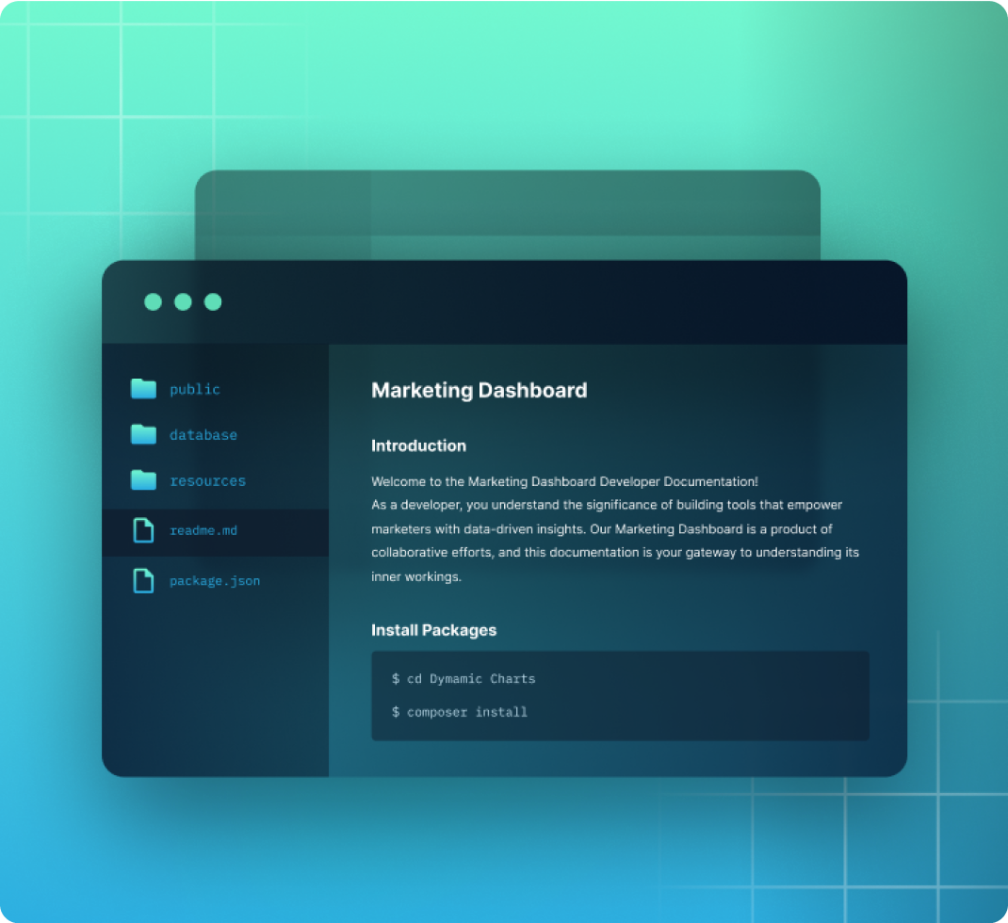 public
database
resources
readme.md
package.json
Marketing Dashboard
Introduction
Welcome to the Marketing Dashboard Developer Documentation!
As a developer, you understand the significance of building tools that empower
marketers with data-driven insights. Our Marketing Dashboard is a product of
collaborative efforts, and this documentation is your gateway to understanding its
inner workings.
Install Packages
$ cd Dymamic Charts
$ composer install